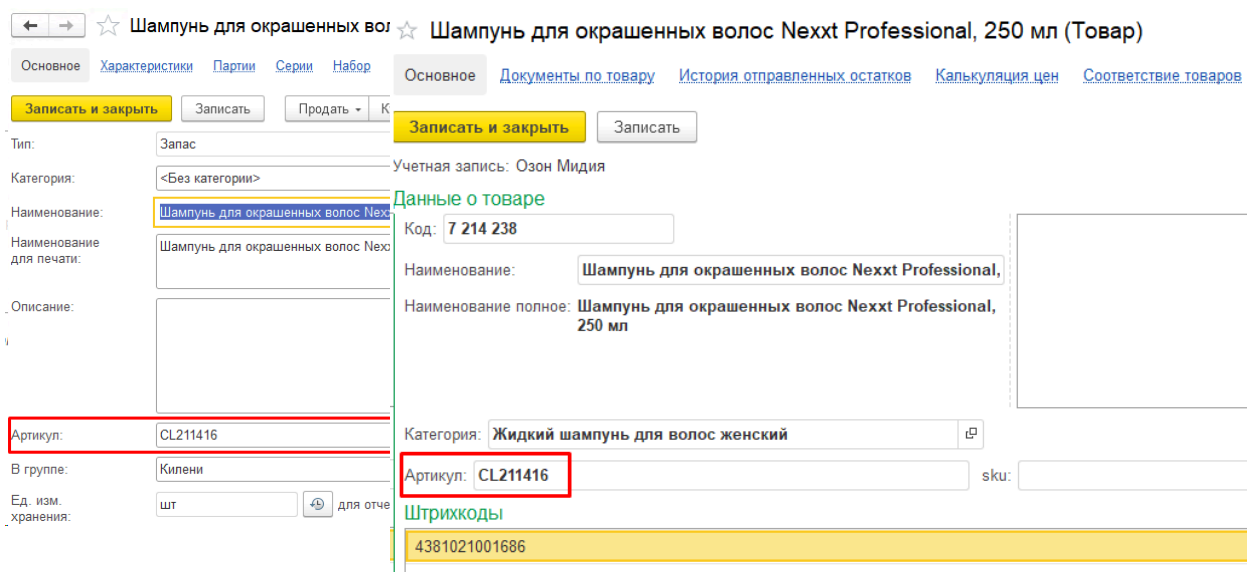 Шампунь для окрашенных вол
Основное Характеристики Партии Серии Набор
Записать и закрыть Записать Продать К
Тип: Запас
Категория: <Без категории>
Наименование: Шампунь для окрашенных волос Nex
Наименование
для печати:
Шампунь для окрашенных волос Nex
Описание:
Артикул: CL211416
В группе: Килени
Ед. изм.
хранения:
шт для отче
Шампунь для окрашенных волос Nexxt Professional, 250 мл (Товар)
Основное Документы по товару История отправленных остатков Калькуляция цен Соответствие товаров
Записать и закрыть Записать
Учетная запись: Озон Мидия
Данные о товаре
Код: 7 214 238
Наименование: Шампунь для окрашенных волос Nexxt Professional,
Наименование полное: Шампунь для окрашенных волос Nexxt Professional,
250 мл
Категория: Жидкий шампунь для волос женский
Артикул: CL211416 sku:
Штрихкоды
4381021001686